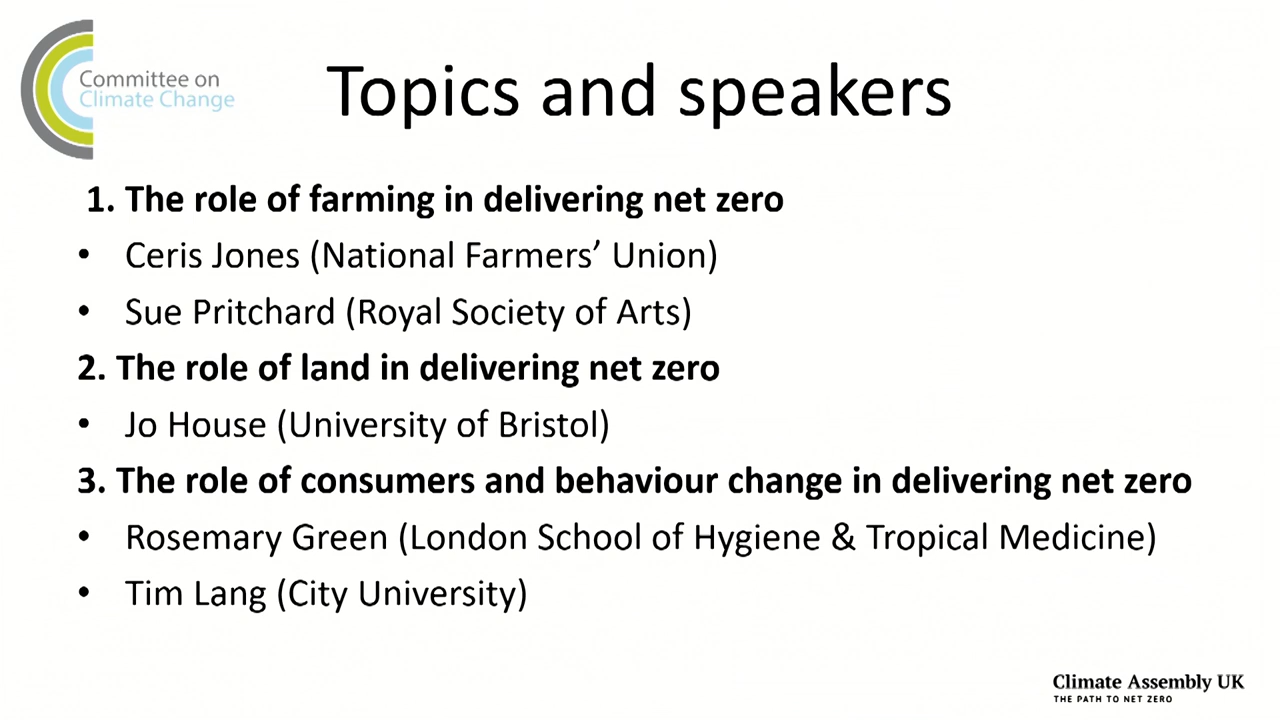 Committee on
Climate Change
Topics and speakers
1. The role of farming in delivering net zero
• Ceris Jones (National Farmers’ Union)
• Sue Pritchard (Royal Society of Arts)
2. The role of land in delivering net zero
• Jo House (University of Bristol)
3. The role of consumers and behaviour change in delivering net zero
• Rosemary Green (London School of Hygiene & Tropical Medicine)
• Tim Lang (City University)
Climate Assembly UK
THE PATH TO NET ZERO